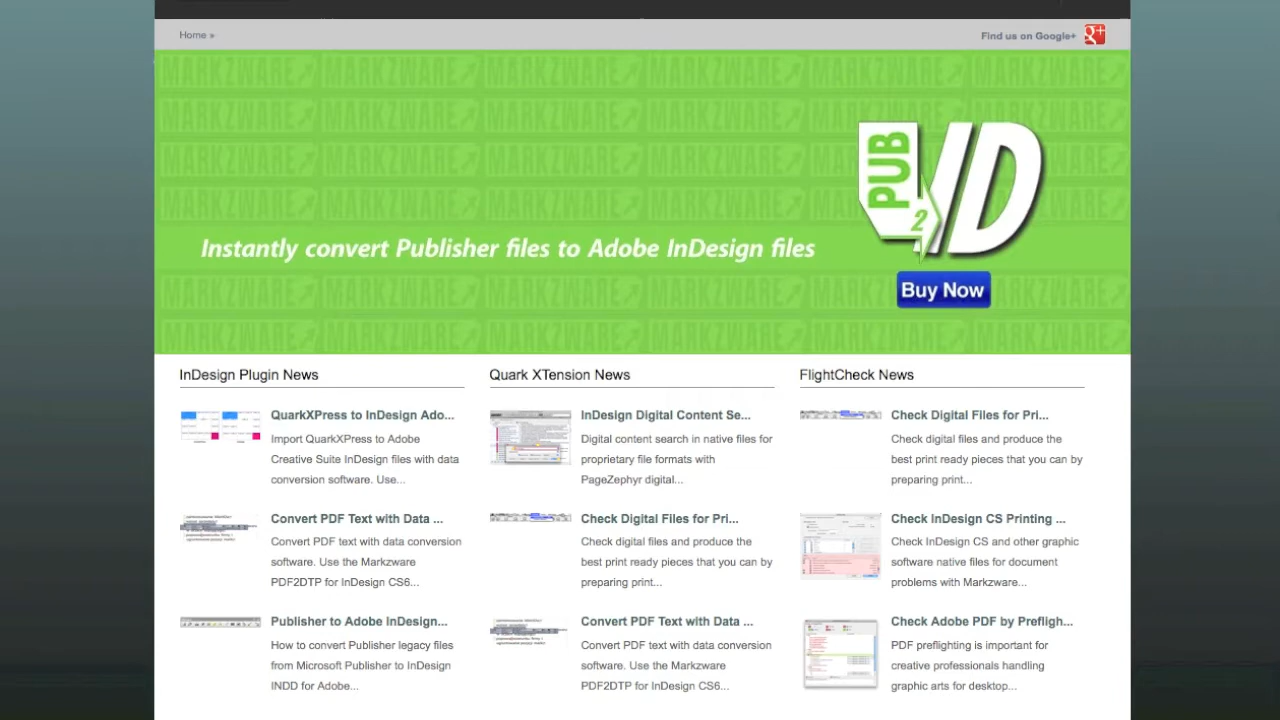 Home »
Find us on Google+
g+
MARKZWARE MARKZWARE MARKZWARE MARKZWARE MARKZWARE MARKZWARE
PUB
2
ID
Instantly convert Publisher files to Adobe InDesign files
Buy Now
InDesign Plugin News
QuarkXPress to InDesign Ado...
Import QuarkXPress to Adobe
Creative Suite InDesign files with data
conversion software. Use...
Convert PDF Text with Data ...
Convert PDF text with data conversion
software. Use the Markzware
PDF2DTP for InDesign CS6...
Publisher to Adobe InDesign...
How to convert Publisher legacy files
from Microsoft Publisher to InDesign
INDD for Adobe...
Quark XTension News
InDesign Digital Content Se...
Digital content search in native files for
proprietary file formats with
PageZephyr digital...
Check Digital Files for Pri...
Check digital files and produce the
best print ready pieces that you can by
preparing print...
Convert PDF Text with Data ...
Convert PDF text with data conversion
software. Use the Markzware
PDF2DTP for InDesign CS6...
FlightCheck News
Check Digital Files for Pri...
Check digital files and produce the
best print ready pieces that you can by
preparing print...
Check InDesign CS Printing ...
Check InDesign CS and other graphic
software native files for document
problems with Markzware...
Check Adobe PDF by Prefligh...
PDF preflighting is important for
creative professionals handling
graphic arts for desktop...